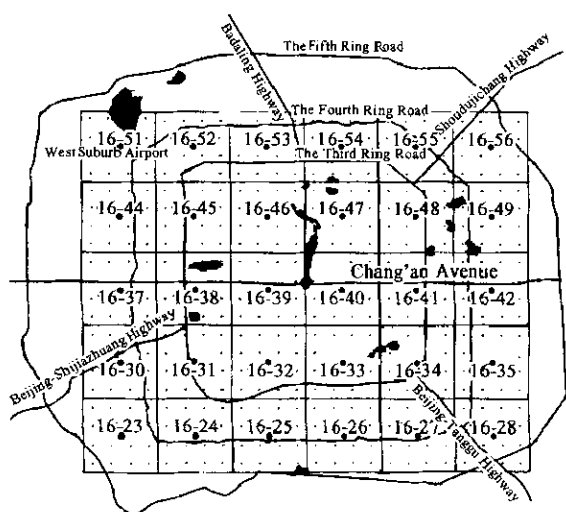 The Fifth Ring Road
Badaling Highway
Shoudujichang Highway
The Fourth Ring Road
16-51 16-52 16-53 16-54 16-55 16-56
West Suburb Airport
The Third Ring Road
16-44 16-45 16-46 16-47 16-48 16-49
Chang'an Avenue
16-37 16-38 16-39 16-40 16-41 16-42
Beijing-Shijiazhuang Highway
16-30 16-31 16-32 16-33 16-34 16-35
Beijing-Tanggu Highway
16-23 16-24 16-25 16-26 16-27 16-28